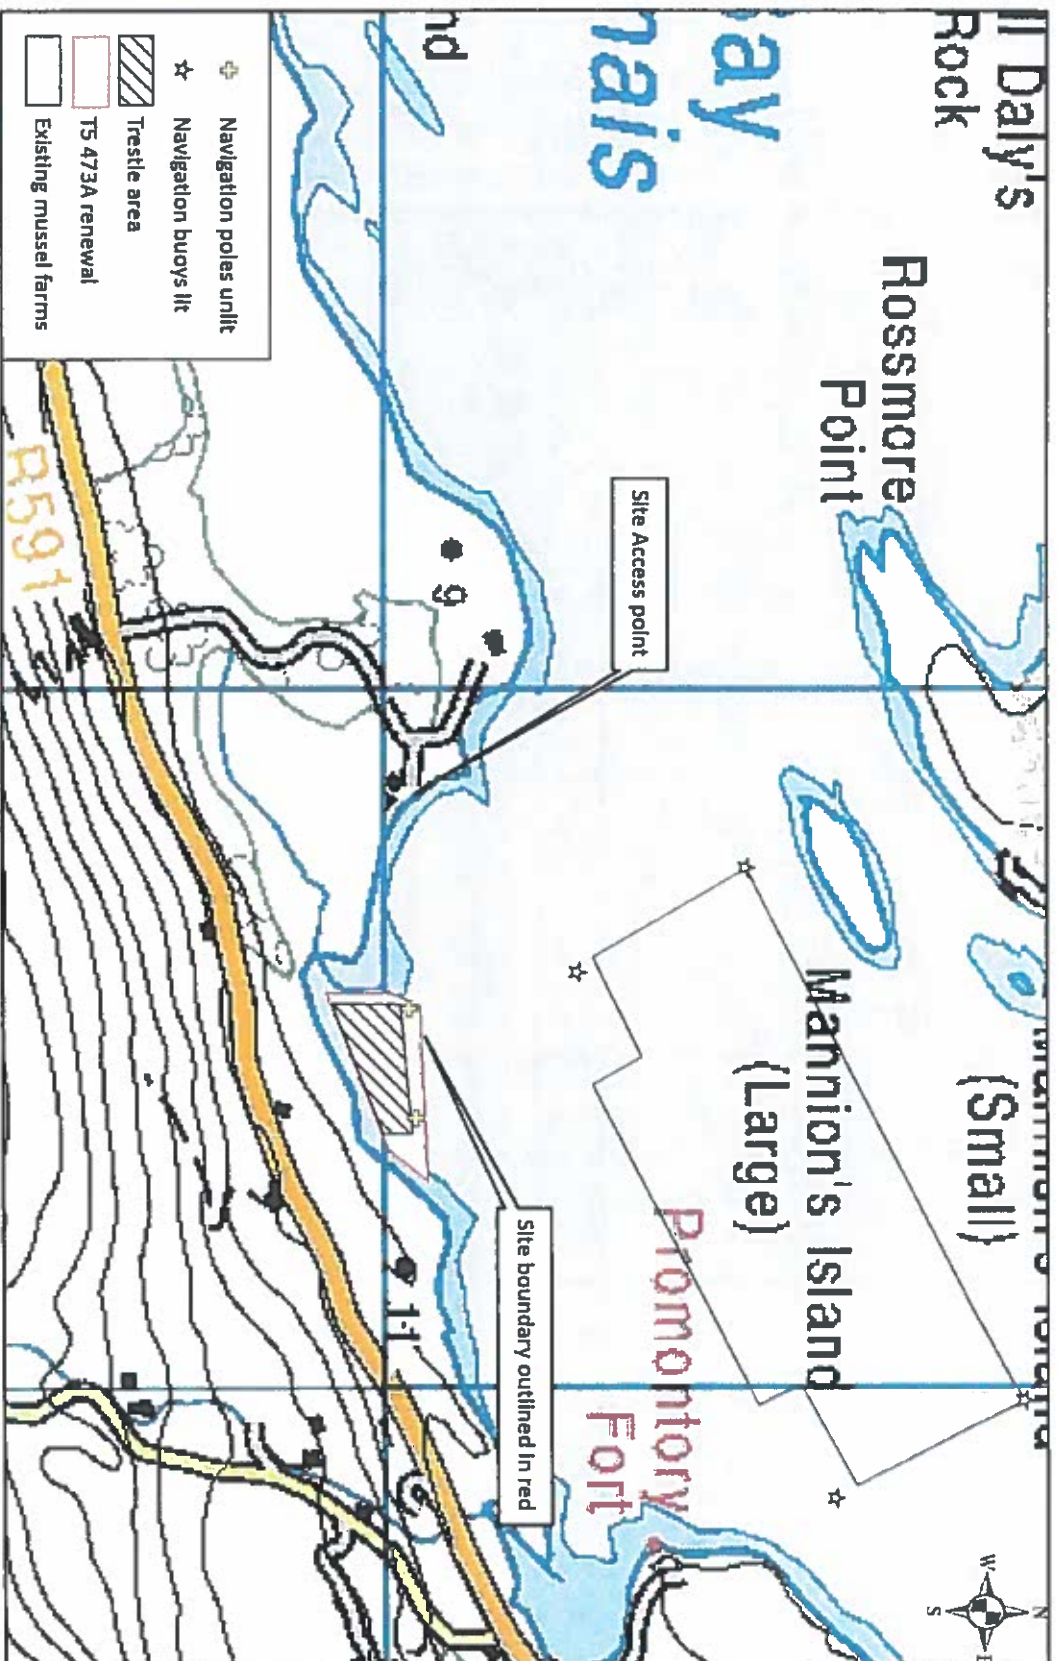 ll Daly's
Rock
Rossmore
Point
ay
nais
nd
Site Access point
(Small)
Mannion's Island
(Large)
Promontory
Fort
Site boundary outlined in red
g
11
R591
N
W
E
S
Navigation poles unlit
Navigation buoys lit
Trestle area
T5 473A renewal
Existing mussel farms